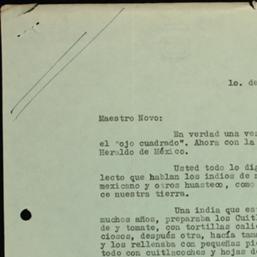 1o. de
Maestro Novo:
En verdad una vez
el "ojo cuadrado". Ahora con la
Heraldo de México.
Usted todo lo dig
lecto que hablan los indios de
mexicano y otros huasteco, como
ce nuestra tierra.
Una india que es
muchos años, preparaba los Cuitl
de y tomate, con tortillas cali
ciosos, después otra, hacía tam
y los rellenaba con pequeñas pi
todo con cuitlacoches y hojas d